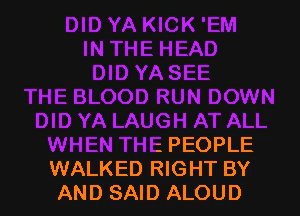 DID YA KICK 'EM
IN THE HEAD
DID YA SEE
THE BLOOD RUN DOWN
DID YA LAUGH AT ALL
WHEN THE PEOPLE
WALKED RIGHT BY
AND SAID ALOUD